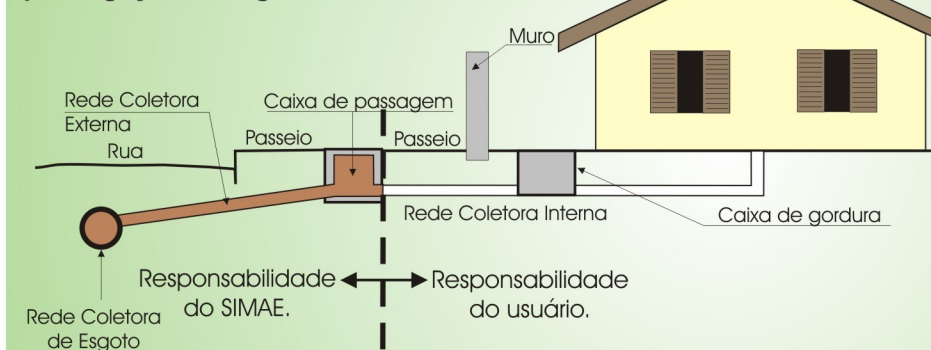 Muro
Rede Coletora
Externa
Caixa de passagem
Rua
Passeio
Passeio
Rede Coletora Interna
Caixa de gordura
Responsabilidade
do SIMAE.
Responsabilidade
do usuário.
Rede Coletora
de Esgoto